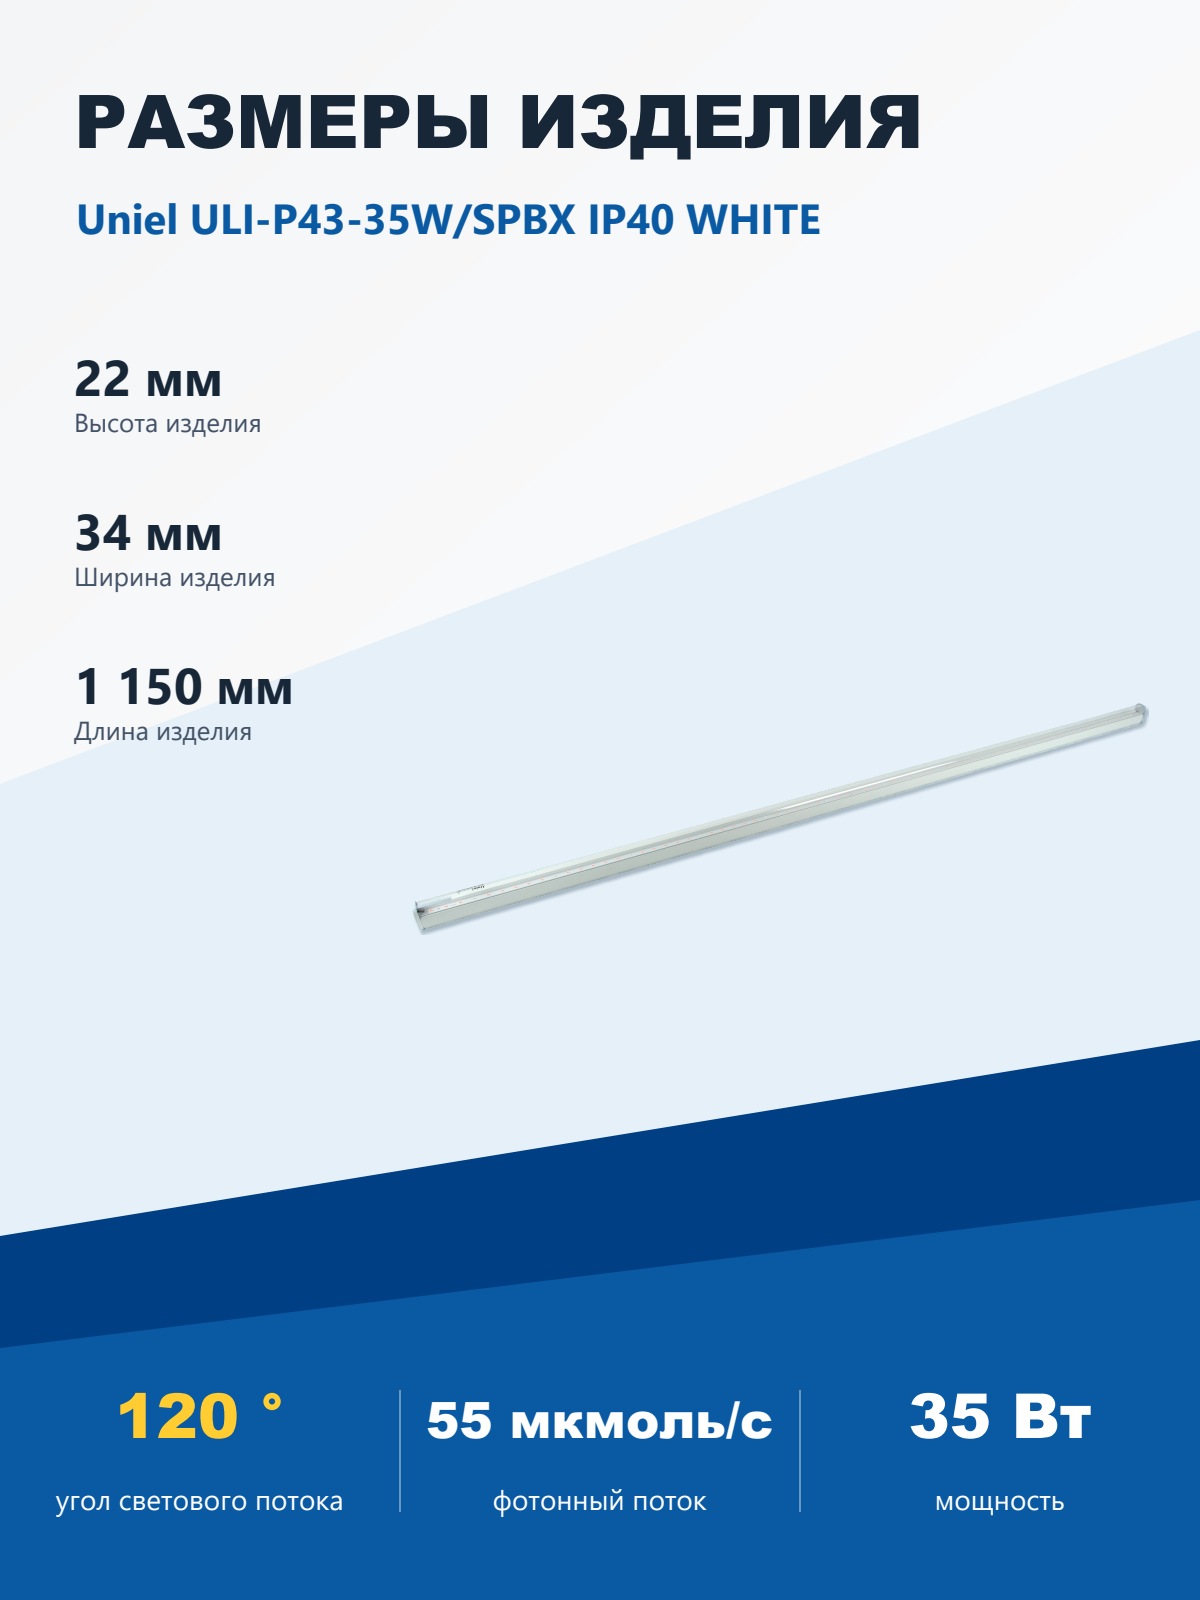 РАЗМЕРЫ ИЗДЕЛИЯ
Uniel ULI-P43-35W/SPBX IP40 WHITE
22 мм
Высота изделия
34 мм
Ширина изделия
1 150 мм
Длина изделия
120 °
угол светового потока
55 мкмоль/с
фотонный поток
35 Вт
мощность